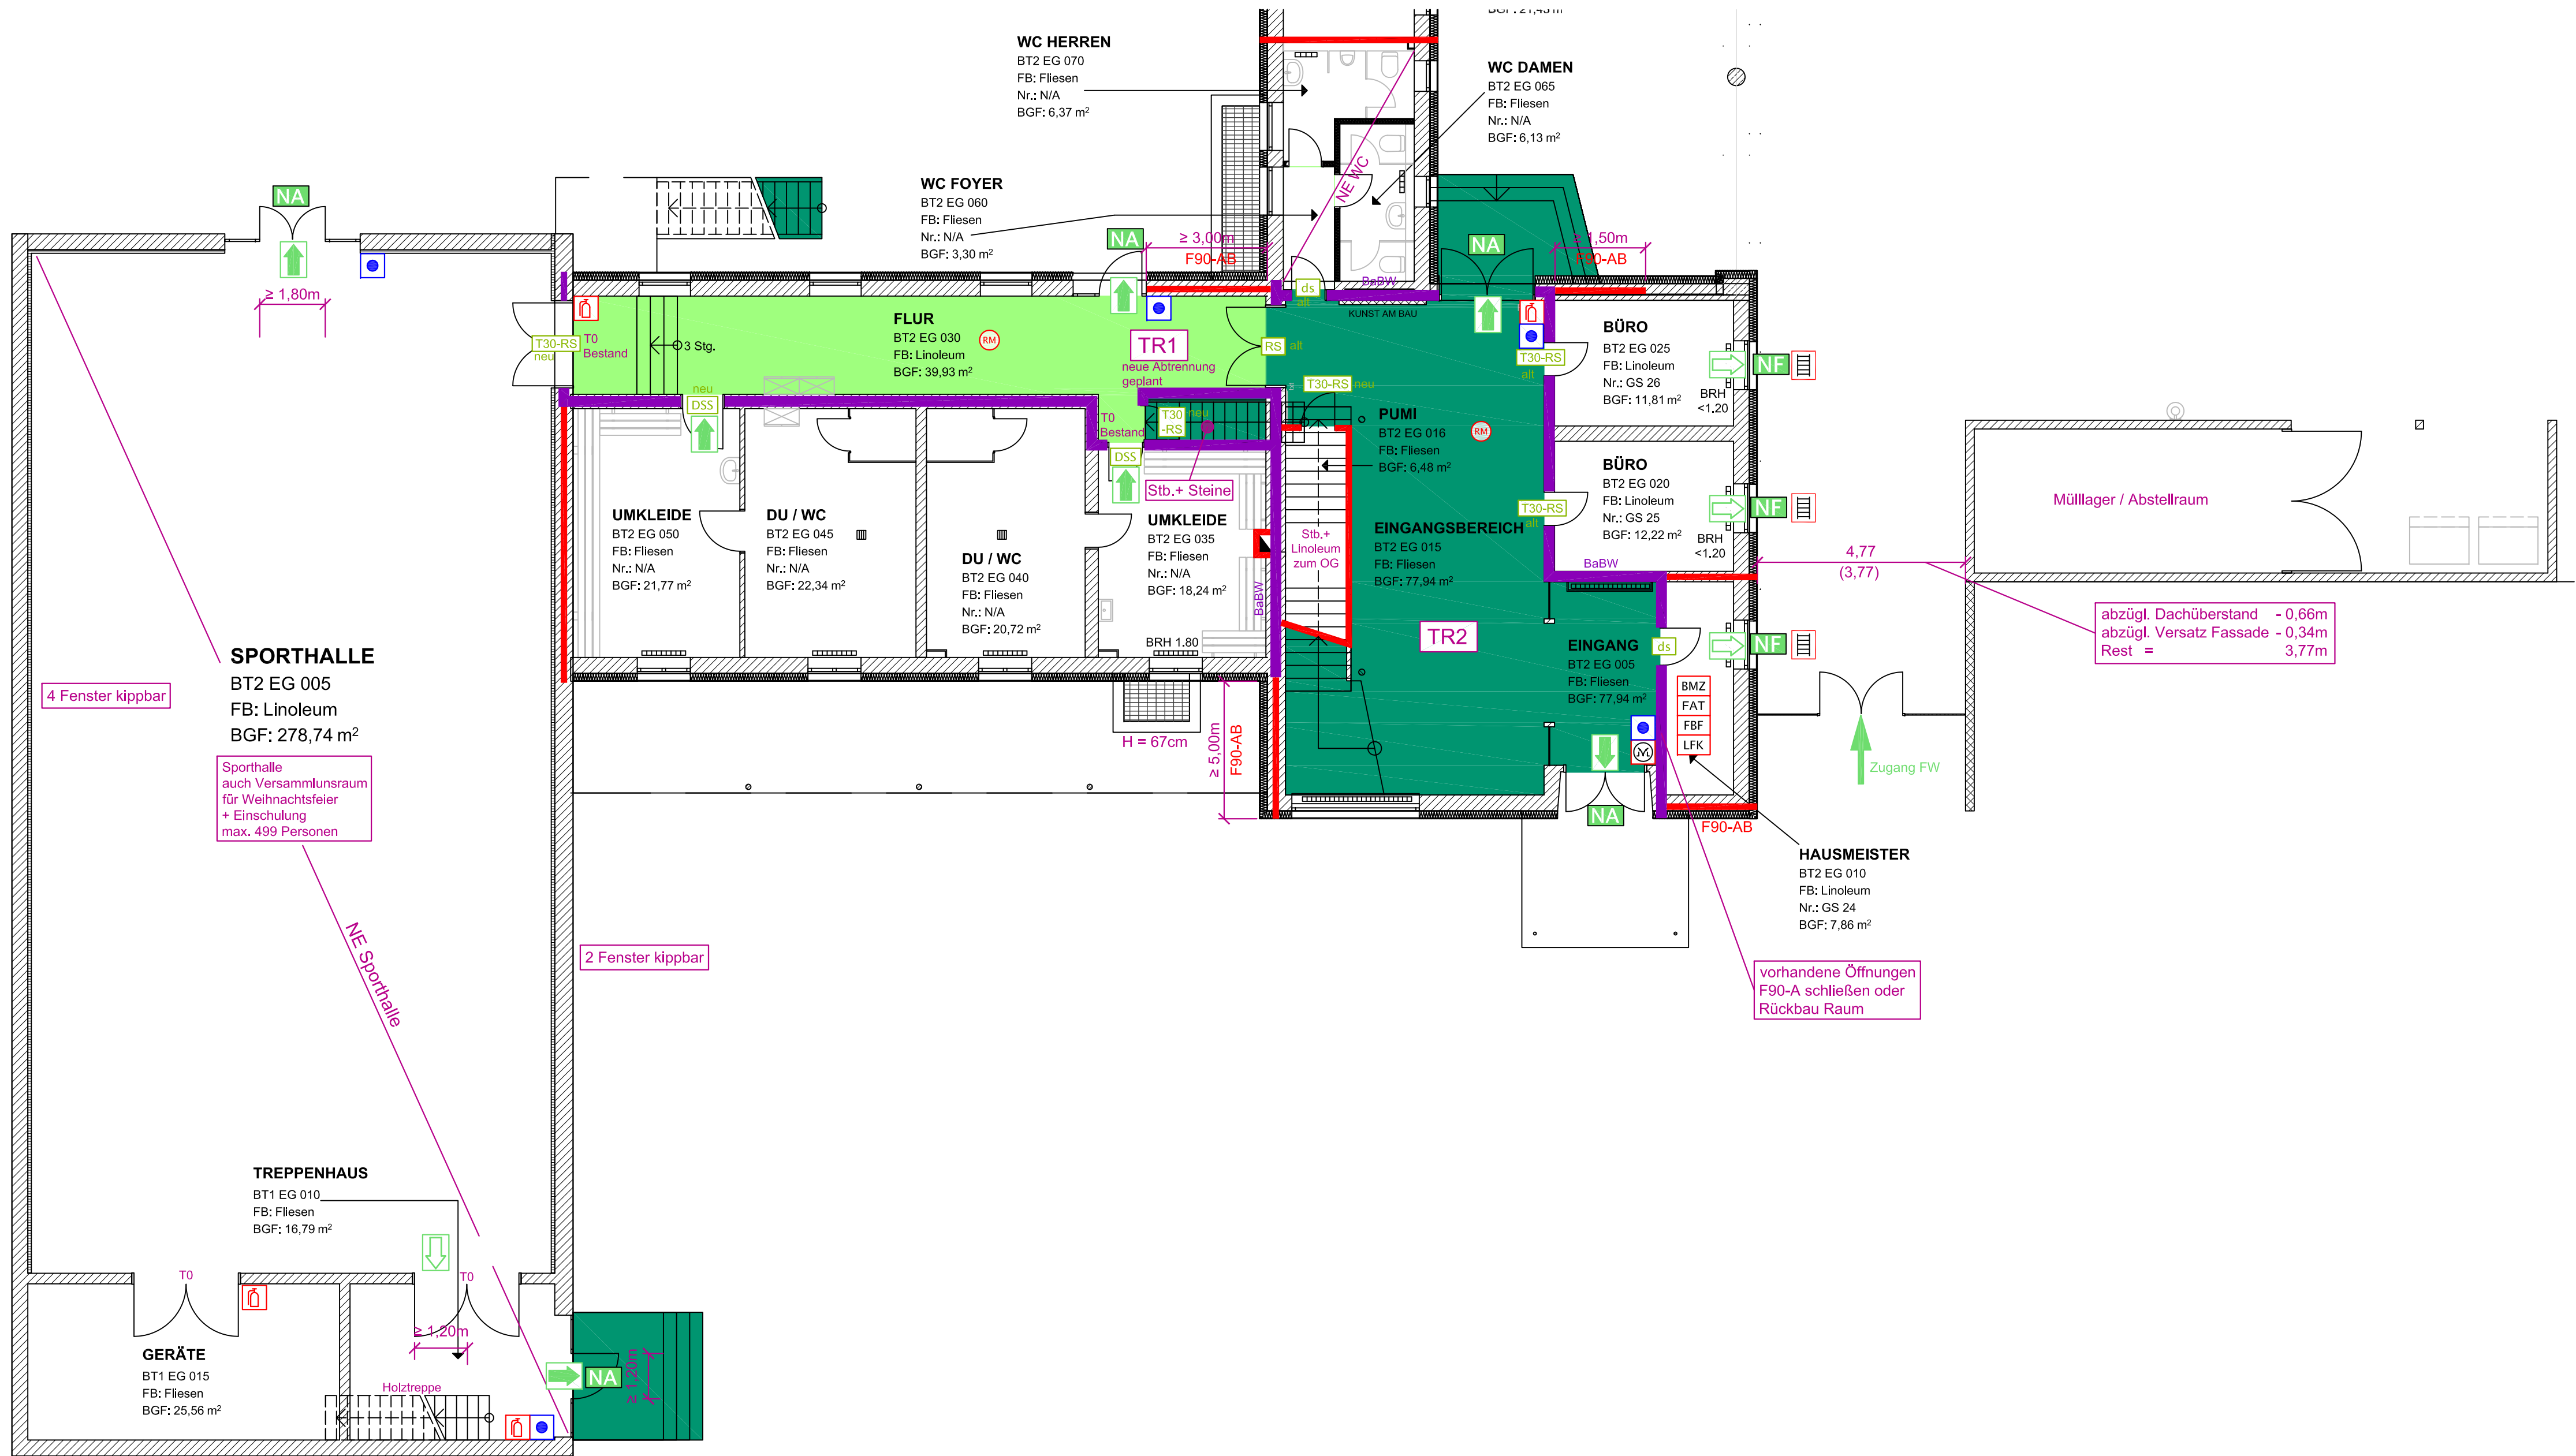 BGF: 21,43 m
WC HERREN
BT2 EG 070
FB: Fliesen
Nr.: N/A
BGF: 6,37 m²
WC DAMEN
BT2 EG 065
FB: Fliesen
Nr.: N/A
BGF: 6,13 m²
WC FOYER
BT2 EG 060
FB: Fliesen
Nr.: N/A
BGF: 3,30 m²
NE WC
NA
≥ 1,80m
NA
≥ 3,00m
F90-AB
NA
≥ 1,50m
F90-AB
BaBW
ds
alt
KUNST AM BAU
T30-RS
neu
T0
Bestand
3 Stg.
FLUR
BT2 EG 030
FB: Linoleum
BGF: 39,93 m²
RM
TR1
neue Abtrennung
geplant
RS alt
T30-RS neu
T30-RS
alt
BÜRO
BT2 EG 025
FB: Linoleum
Nr.: GS 26
BGF: 11,81 m²
BRH
<1.20
NF
neu
DSS
T0
Bestand
T30
-RS
neu
DSS
Stb.+ Steine
PUMI
BT2 EG 016
FB: Fliesen
BGF: 6,48 m²
RM
BÜRO
BT2 EG 020
FB: Linoleum
Nr.: GS 25
BGF: 12,22 m²
BRH
<1.20
NF
T30-RS
alt
Mülllager / Abstellraum
UMKLEIDE
BT2 EG 050
FB: Fliesen
Nr.: N/A
BGF: 21,77 m²
DU / WC
BT2 EG 045
FB: Fliesen
Nr.: N/A
BGF: 22,34 m²
DU / WC
BT2 EG 040
FB: Fliesen
Nr.: N/A
BGF: 20,72 m²
UMKLEIDE
BT2 EG 035
FB: Fliesen
Nr.: N/A
BGF: 18,24 m²
BRH 1.80
BaBW
Stb.+
Linoleum
zum OG
EINGANGSBEREICH
BT2 EG 015
FB: Fliesen
BGF: 77,94 m²
BaBW
4,77
(3,77)
abzügl. Dachüberstand - 0,66m
abzügl. Versatz Fassade - 0,34m
Rest = 3,77m
TR2
EINGANG
BT2 EG 005
FB: Fliesen
BGF: 77,94 m²
ds
NF
BMZ
FAT
FBF
LFK
Zugang FW
SPORTHALLE
BT2 EG 005
FB: Linoleum
BGF: 278,74 m²
4 Fenster kippbar
Sporthalle
auch Versammlunsraum
für Weihnachtsfeier
+ Einschulung
max. 499 Personen
H = 67cm
≥ 5,00m
F90-AB
NA
F90-AB
HAUSMEISTER
BT2 EG 010
FB: Linoleum
Nr.: GS 24
BGF: 7,86 m²
NE Sporthalle
2 Fenster kippbar
vorhandene Öffnungen
F90-A schließen oder
Rückbau Raum
TREPPENHAUS
BT1 EG 010
FB: Fliesen
BGF: 16,79 m²
T0
T0
≥ 1,20m
GERÄTE
BT1 EG 015
FB: Fliesen
BGF: 25,56 m²
Holztreppe
NA
≥ 1,20m